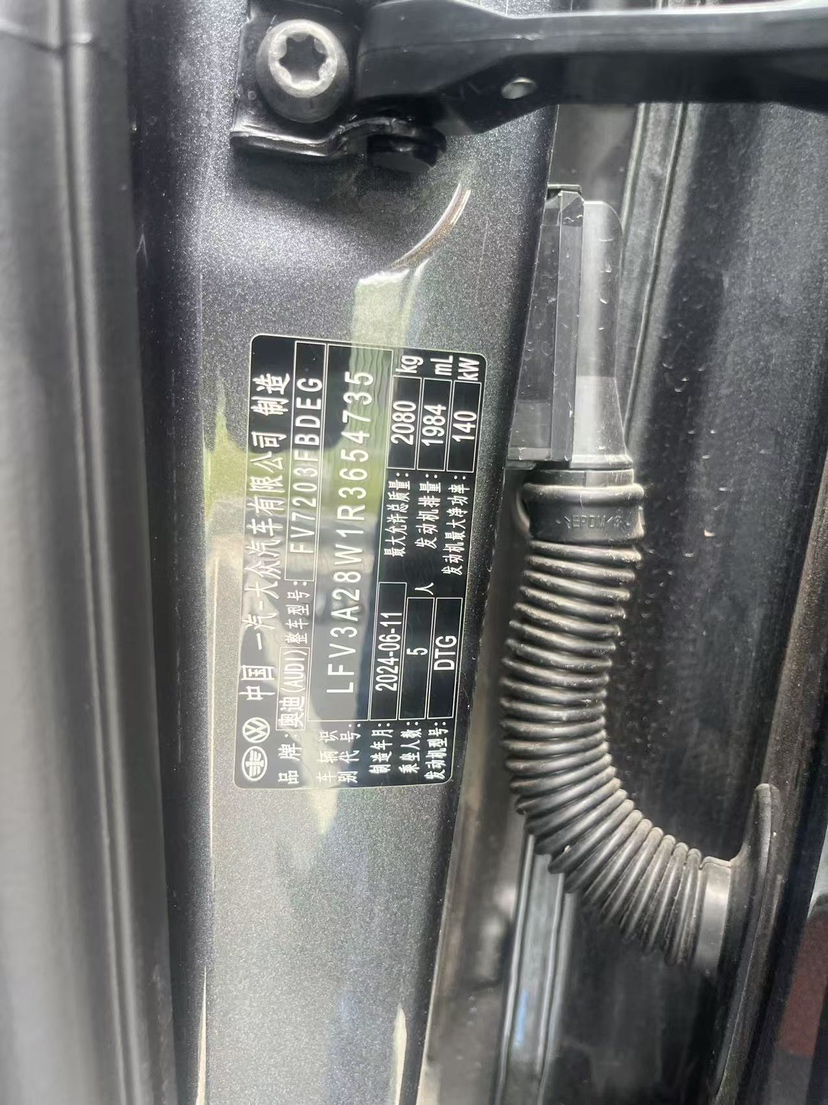 中国 一汽-大众汽车有限公司 制造
品牌: 奥迪(AUDI) 整车型号: FV7203FBDEG
车辆识别代号: LFV3A28W1R3654735
制造年月: 2024-06-11 最大允许总质量: 2080 kg
乘座人数: 5 人 发动机排量: 1984 mL
发动机型号: DTG 发动机最大净功率: 140 kW